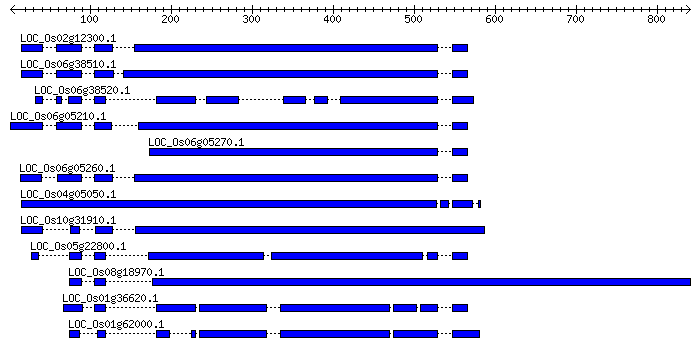 100 200 300 400 500 600 700 800
LOC_Os02g12300.1
LOC_Os06g38510.1
LOC_Os06g38520.1
LOC_Os06g05210.1
LOC_Os06g05270.1
LOC_Os06g05260.1
LOC_Os04g05050.1
LOC_Os10g31910.1
LOC_Os05g22800.1
LOC_Os08g18970.1
LOC_Os01g36620.1
LOC_Os01g62000.1